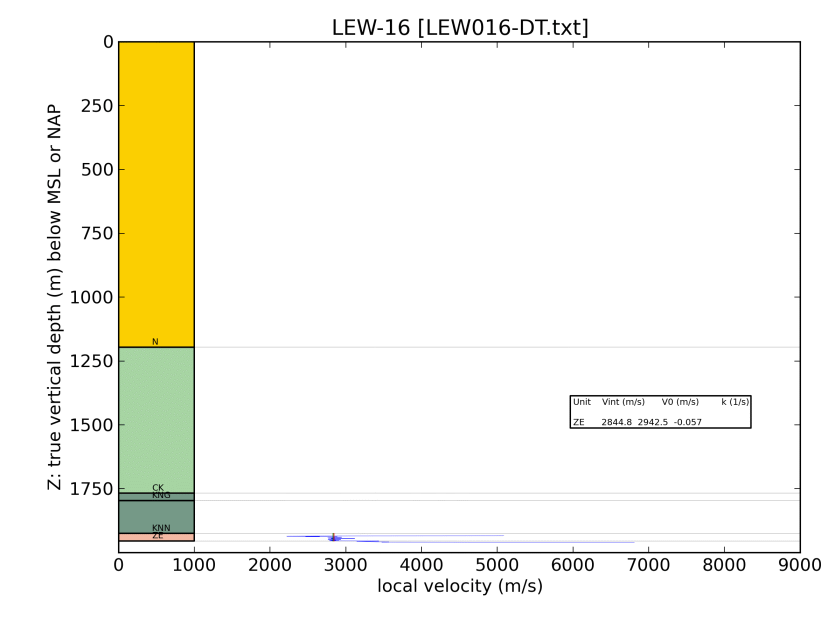 LEW-16 [LEW016-DT.txt]
Z: true vertical depth (m) below MSL or NAP
0
250
500
750
1000
1250
1500
1750
N
CK
KNG
KNN
ZE
Unit Vint (m/s) V0 (m/s) k (1/s)
ZE 2844.8 2942.5 -0.057
0 1000 2000 3000 4000 5000 6000 7000 8000 9000
local velocity (m/s)